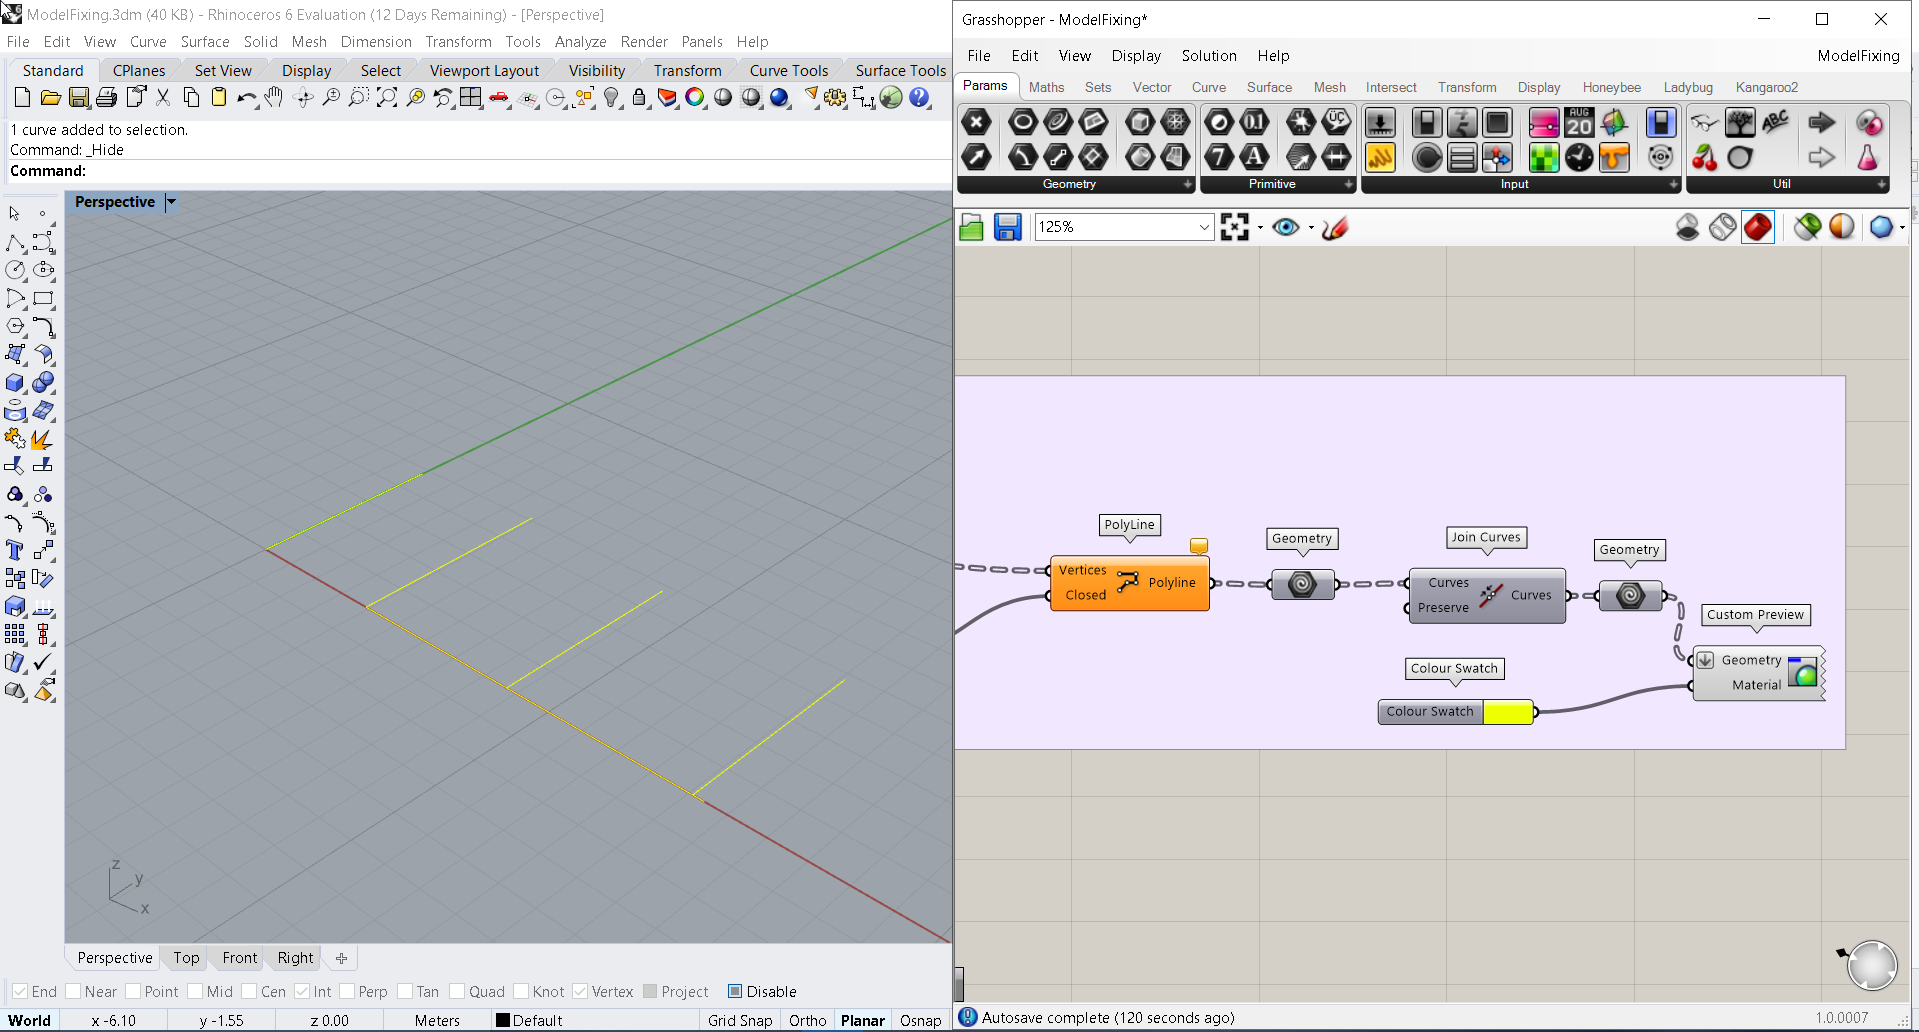 ModelFixing.3dm (40 KB) - Rhinoceros 6 Evaluation (12 Days Remaining) - [Perspective]
File Edit View Curve Surface Solid Mesh Dimension Transform Tools Analyze Render Panels Help
Standard CPlanes Set View Display Select Viewport Layout Visibility Transform Curve Tools Surface Tools
1 curve added to selection.
Command: _Hide
Command:
Perspective
z
y
x
Perspective Top Front Right
End Near Point Mid Cen Int Perp Tan Quad Knot Vertex Project Disable
World x -6.10 y -1.55 z 0.00 Meters Default Grid Snap Ortho Planar Osnap
Grasshopper - ModelFixing*
File Edit View Display Solution Help ModelFixing
Params Maths Sets Vector Curve Surface Mesh Intersect Transform Display Honeybee Ladybug Kangaroo2
0.1 UC AUG 20 ABC
7 A
Geometry Primitive Input Util
125%
PolyLine
Vertices
Closed
Polyline
Geometry
Join Curves
Curves
Preserve
Curves
Geometry
Custom Preview
Geometry
Material
Colour Swatch
Colour Swatch
Autosave complete (120 seconds ago) 1.0.0007